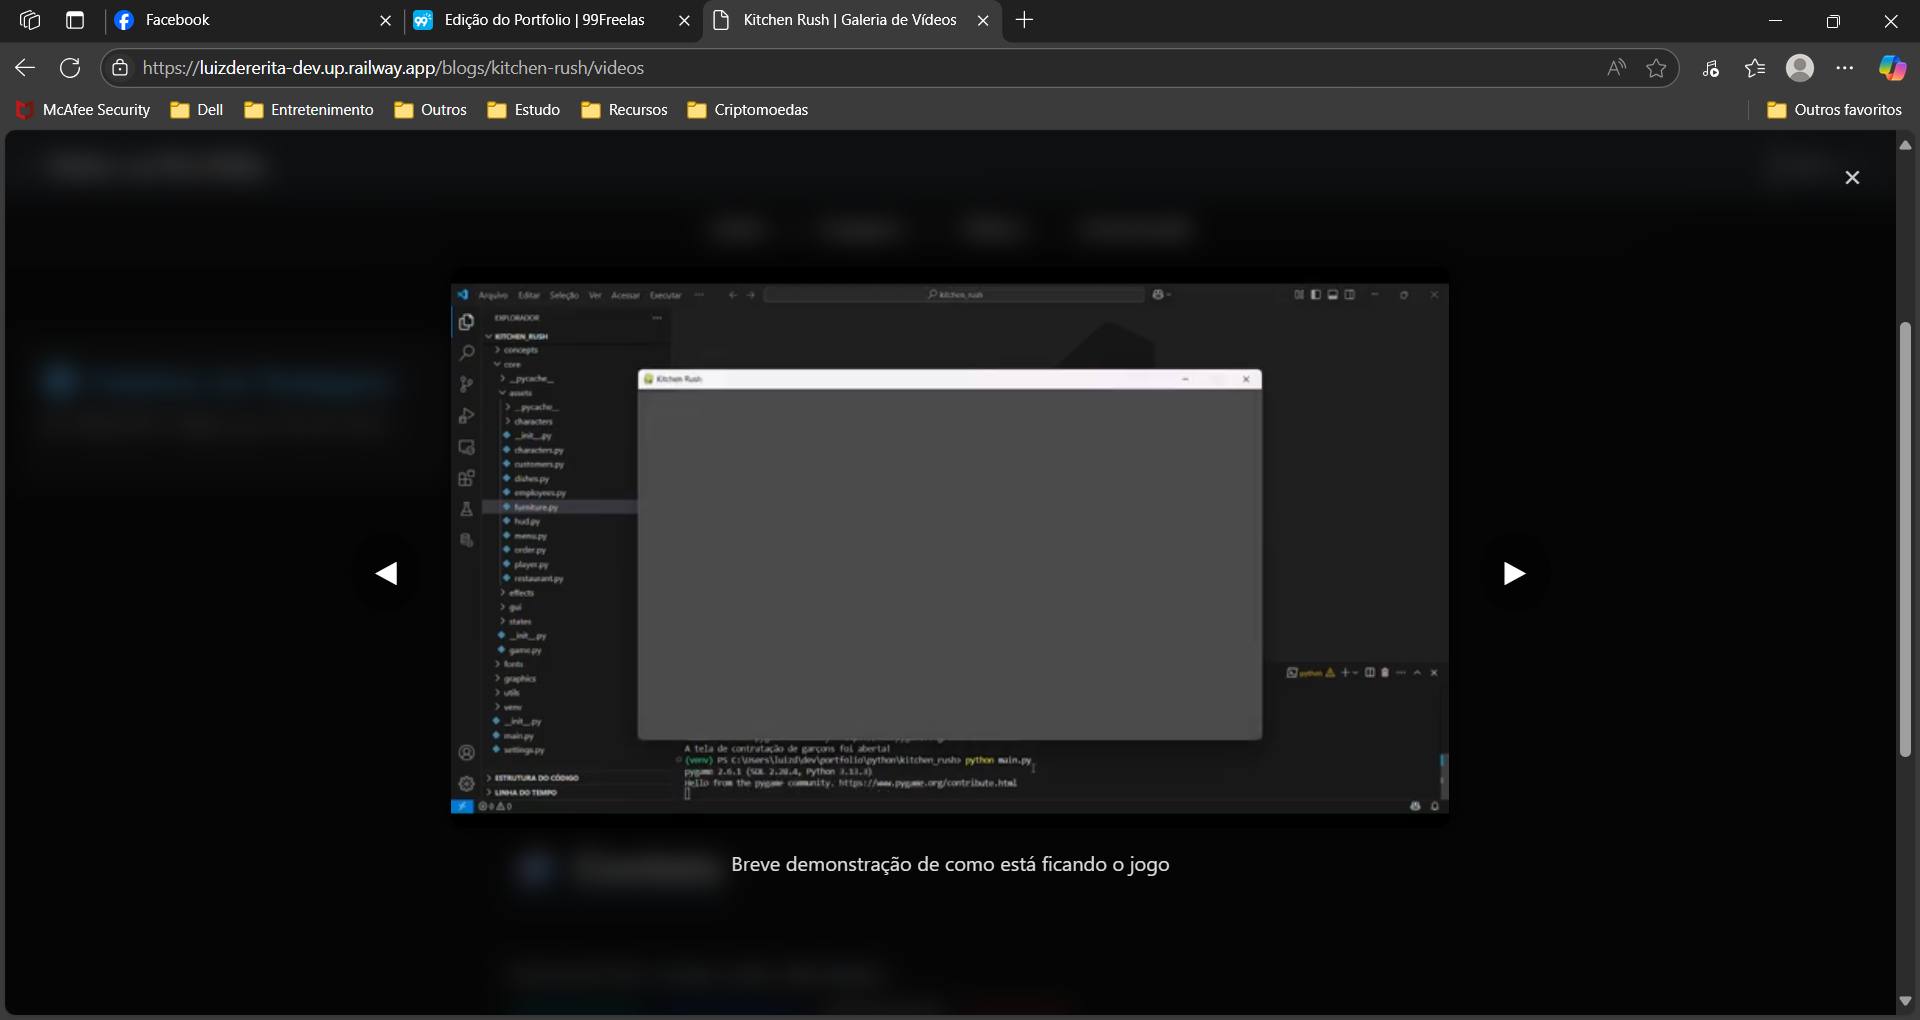 Facebook
Edição do Portfolio | 99Freelas
Kitchen Rush | Galeria de Vídeos
https://luizdererita-dev.up.railway.app/blogs/kitchen-rush/videos
McAfee Security
Dell
Entretenimento
Outros
Estudo
Recursos
Criptomoedas
Outros favoritos
Arquivo Editar Seleção Ver Acessar Executar ...
kitchen_rush
EXPLORADOR
KITCHEN_RUSH
concepts
core
__pycache__
assets
__pycache__
characters
__init__.py
characters.py
customers.py
dishes.py
employees.py
furniture.py
hud.py
menu.py
order.py
player.py
restaurant.py
effects
gui
states
__init__.py
game.py
fonts
graphics
utils
venv
__init__.py
main.py
settings.py
ESTRUTURA DO CÓDIGO
LINHA DO TEMPO
Kitchen Rush
python
A tela de contratação de garçons foi aberta!
(venv) PS C:\Users\luizd\dev\portfolio\python\kitchen_rush> python main.py
pygame 2.6.1 (SDL 2.28.4, Python 3.13.3)
Hello from the pygame community. https://www.pygame.org/contribute.html
0 0
Breve demonstração de como está ficando o jogo